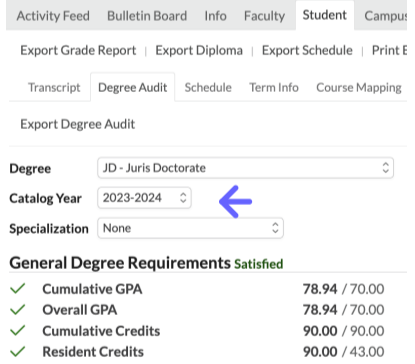 Activity Feed Bulletin Board Info Faculty Student Campus
Export Grade Report | Export Diploma | Export Schedule | Print
Transcript Degree Audit Schedule Term Info Course Mapping
Export Degree Audit
Degree JD - Juris Doctorate
Catalog Year 2023-2024
Specialization None
General Degree Requirements Satisfied
Cumulative GPA 78.94 / 70.00
Overall GPA 78.94 / 70.00
Cumulative Credits 90.00 / 90.00
Resident Credits 90.00 / 43.00